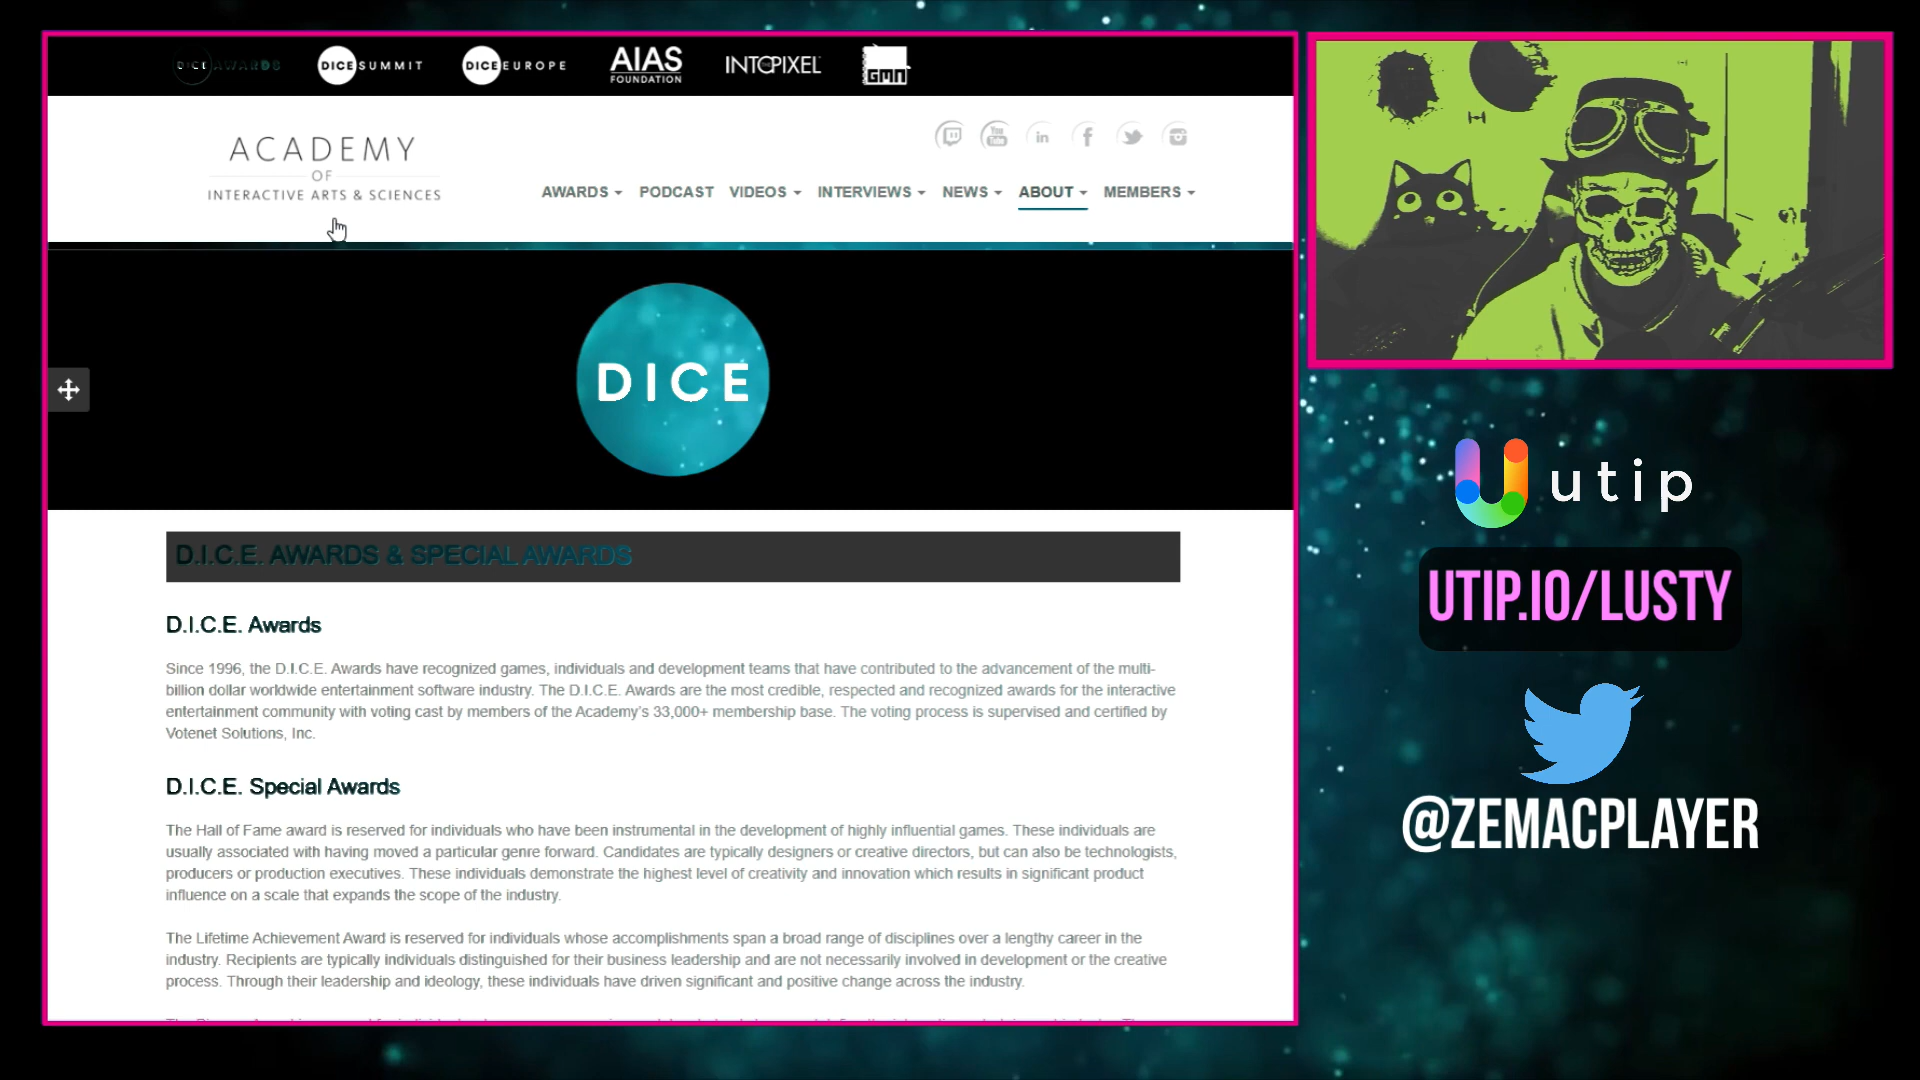 DICE AWARDS
DICE SUMMIT
DICE EUROPE
AIAS
FOUNDATION
INTO PIXEL
GMN
ACADEMY
OF
INTERACTIVE ARTS & SCIENCES
You
Tube
in
AWARDS
PODCAST
VIDEOS
INTERVIEWS
NEWS
ABOUT
MEMBERS
DICE
D.I.C.E. AWARDS & SPECIAL AWARDS
D.I.C.E. Awards
Since 1996, the D.I.C.E. Awards have recognized games, individuals and development teams that have contributed to the advancement of the multi-
billion dollar worldwide entertainment software industry. The D.I.C.E. Awards are the most credible, respected and recognized awards for the interactive
entertainment community with voting cast by members of the Academy's 33,000+ membership base. The voting process is supervised and certified by
Votenet Solutions, Inc.
D.I.C.E. Special Awards
The Hall of Fame award is reserved for individuals who have been instrumental in the development of highly influential games. These individuals are
usually associated with having moved a particular genre forward. Candidates are typically designers or creative directors, but can also be technologists,
producers or production executives. These individuals demonstrate the highest level of creativity and innovation which results in significant product
influence on a scale that expands the scope of the industry.
The Lifetime Achievement Award is reserved for individuals whose accomplishments span a broad range of disciplines over a lengthy career in the
industry. Recipients are typically individuals distinguished for their business leadership and are not necessarily involved in development or the creative
process. Through their leadership and ideology, these individuals have driven significant and positive change across the industry.
utip
UTIP.IO/LUSTY
@ZEMACPLAYER